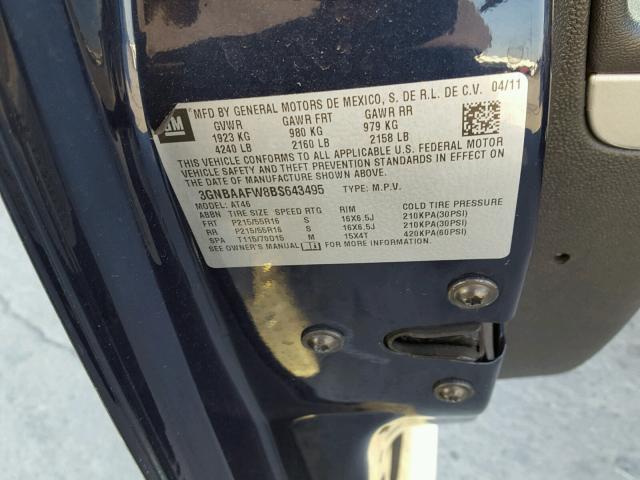 GM
MFD BY GENERAL MOTORS DE MEXICO, S. DE R.L. DE C.V. 04/11
GVWR GAWR FRT GAWR RR
1923 KG 980 KG 979 KG
4240 LB 2160 LB 2158 LB
THIS VEHICLE CONFORMS TO ALL APPLICABLE U.S. FEDERAL MOTOR
VEHICLE SAFETY AND THEFT PREVENTION STANDARDS IN EFFECT ON
THE DATE OF MANUFACTURE SHOWN ABOVE.
3GNBAAFW8BS643495 TYPE: M.P.V.
MODEL: AT46
ABBN TIRE SIZE SPEED RTG RIM COLD TIRE PRESSURE
FRT P215/55R16 S 16X6.5J 210KPA(30PSI)
RR P215/55R16 S 16X6.5J 210KPA(30PSI)
SPA T115/70D15 M 15X4T 420KPA(60PSI)
SEE OWNER'S MANUAL FOR ADDITIONAL INFORMATION